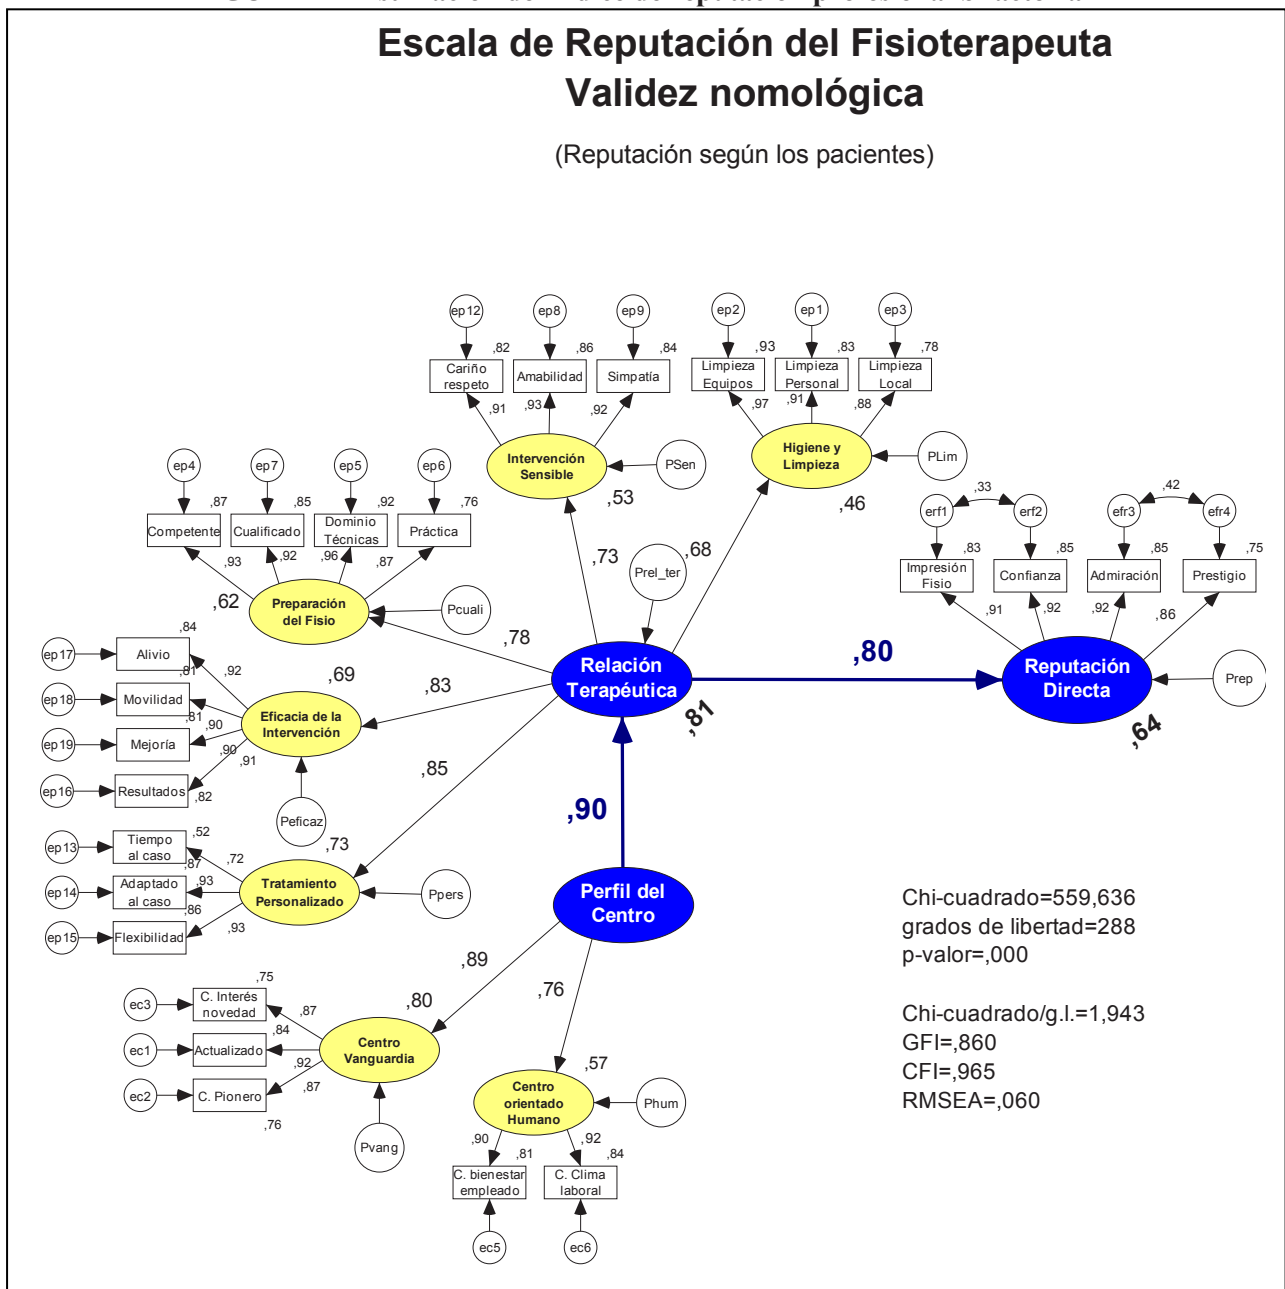 Escala de Reputación del Fisioterapeuta
Validez nomológica
(Reputación según los pacientes)
ep12
ep8
ep9
ep2
ep1
ep3
,82
,86
,84
,93
,83
,78
Cariño
respeto
Amabilidad
Simpatía
Limpieza
Equipos
Limpieza
Personal
Limpieza
Local
,91
,93
,92
,97
,91
,88
Intervención
Sensible
PSen
,53
Higiene y
Limpieza
PLim
,46
ep4
ep7
ep5
ep6
,87
,85
,92
,76
Competente
Cualificado
Dominio
Técnicas
Práctica
,93
,92
,96
,87
Preparación
del Fisio
,62
Pcuali
,78
,73
Prel_ter
,68
,33
,42
erf1
erf2
efr3
efr4
,83
,85
,85
,75
Impresión
Fisio
Confianza
Admiración
Prestigio
,91
,92
,92
,86
Relación
Terapéutica
,81
,80
Reputación
Directa
Prep
,64
ep17
Alivio
,84
,92
ep18
Movilidad
,81
,90
ep19
Mejoría
,81
,90
ep16
Resultados
,82
,91
,69
Eficacia de la
Intervención
,83
Peficaz
,85
,90
ep13
Tiempo
al caso
,52
,72
ep14
Adaptado
al caso
,87
,93
ep15
Flexibilidad
,86
,93
,73
Tratamiento
Personalizado
Ppers
Perfil del
Centro
,89
,76
ec3
C. Interés
novedad
,75
,87
ec1
Actualizado
,84
,92
ec2
C. Pionero
,87
,76
,80
Centro
Vanguardia
Pvang
,57
Centro
orientado
Humano
Phum
,90
,81
,92
,84
C. bienestar
empleado
C. Clima
laboral
ec5
ec6
Chi-cuadrado=559,636
grados de libertad=288
p-valor=,000
Chi-cuadrado/g.l.=1,943
GFI=,860
CFI=,965
RMSEA=,060